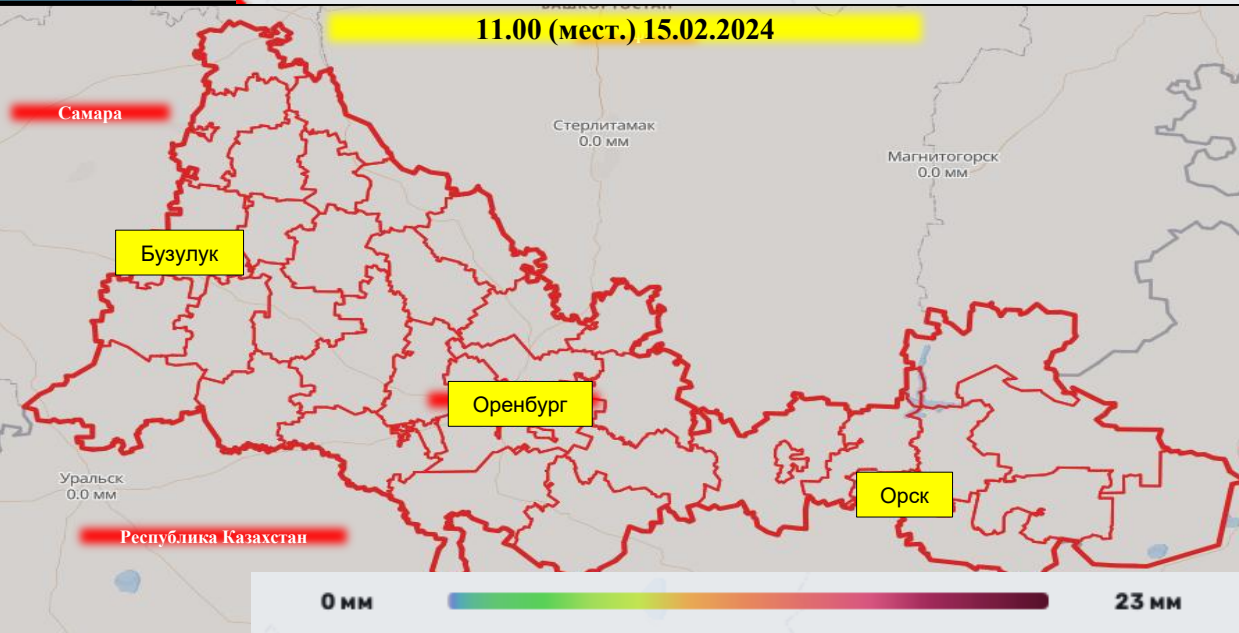 11.00 (мест.) 15.02.2024
Самара
Стерлитамак
0.0 мм
Магнитогорск
0.0 мм
Бузулук
Оренбург
Уральск
0.0 мм
Орск
Республика Казахстан
0 мм
23 мм